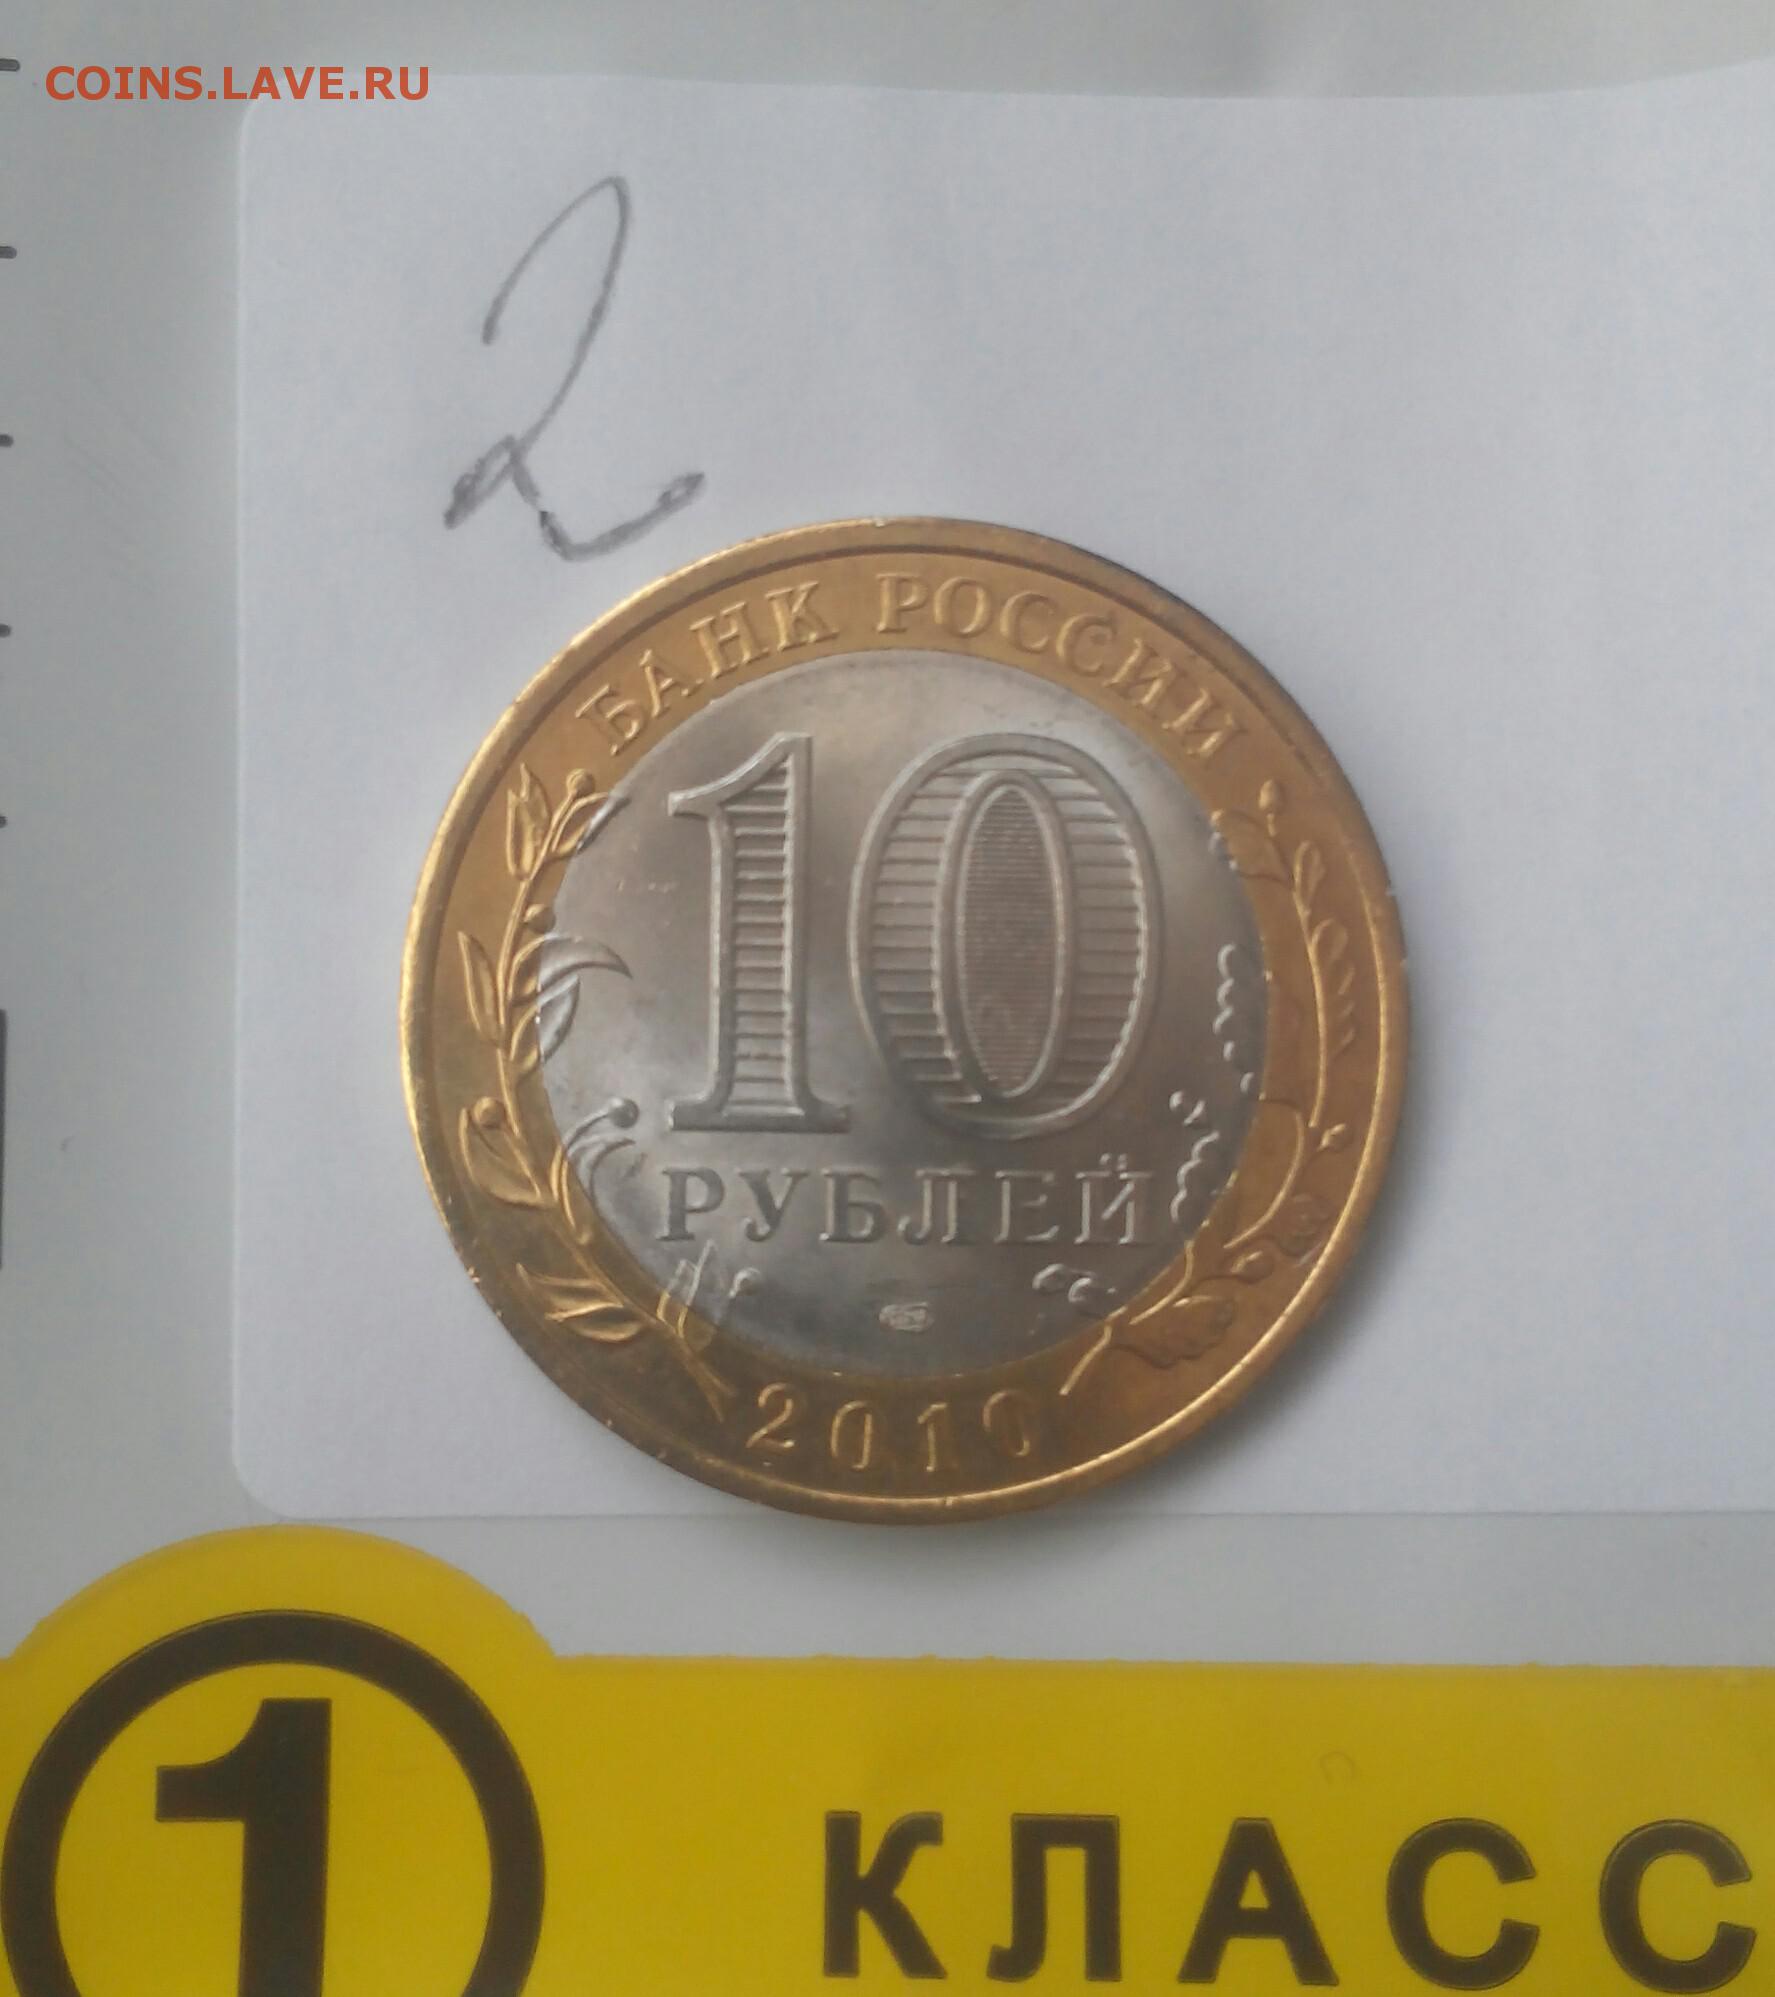 COINS.LAVE.RU
2
БАНК РОССИИ
10
РУБЛЕЙ
2010
1 КЛАСС